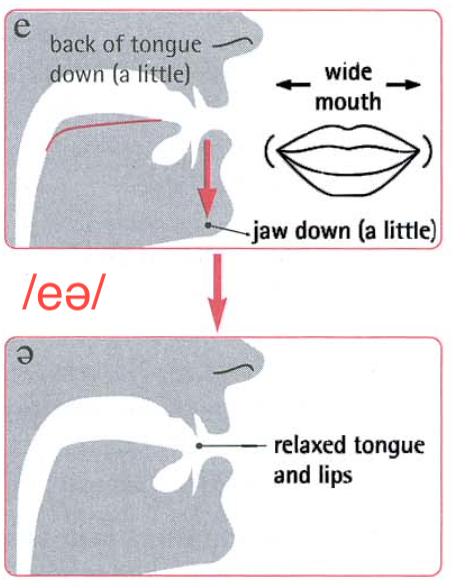 e
back of tongue
down (a little)
wide
mouth
jaw down (a little)
/eə/
ə
relaxed tongue
and lips